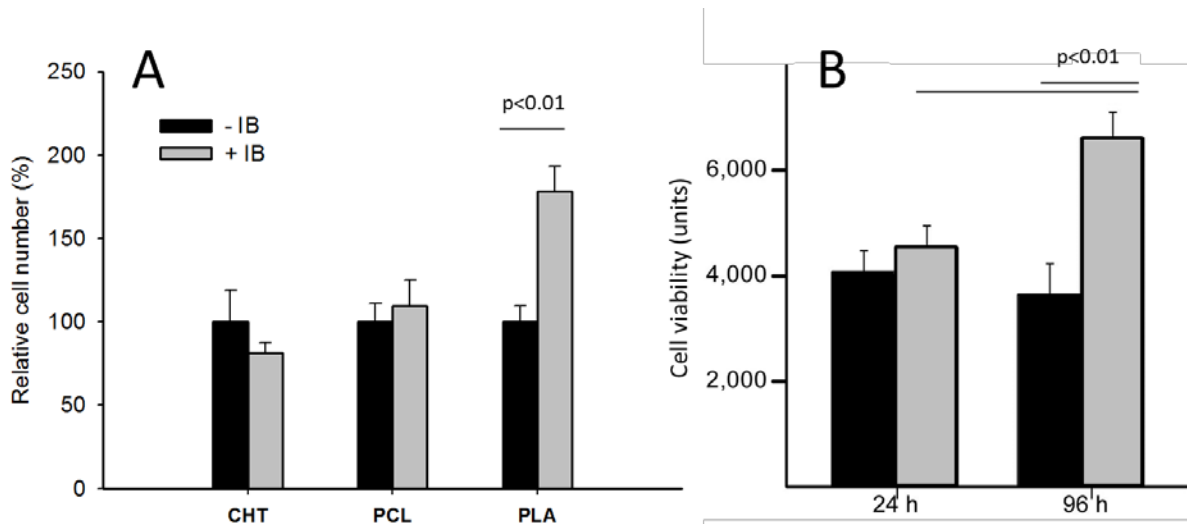 A
250
200
150
100
50
0
Relative cell number (%)
- IB
+ IB
p<0.01
CHT PCL PLA
B
p<0.01
6,000
4,000
2,000
Cell viability (units)
24 h 96 h